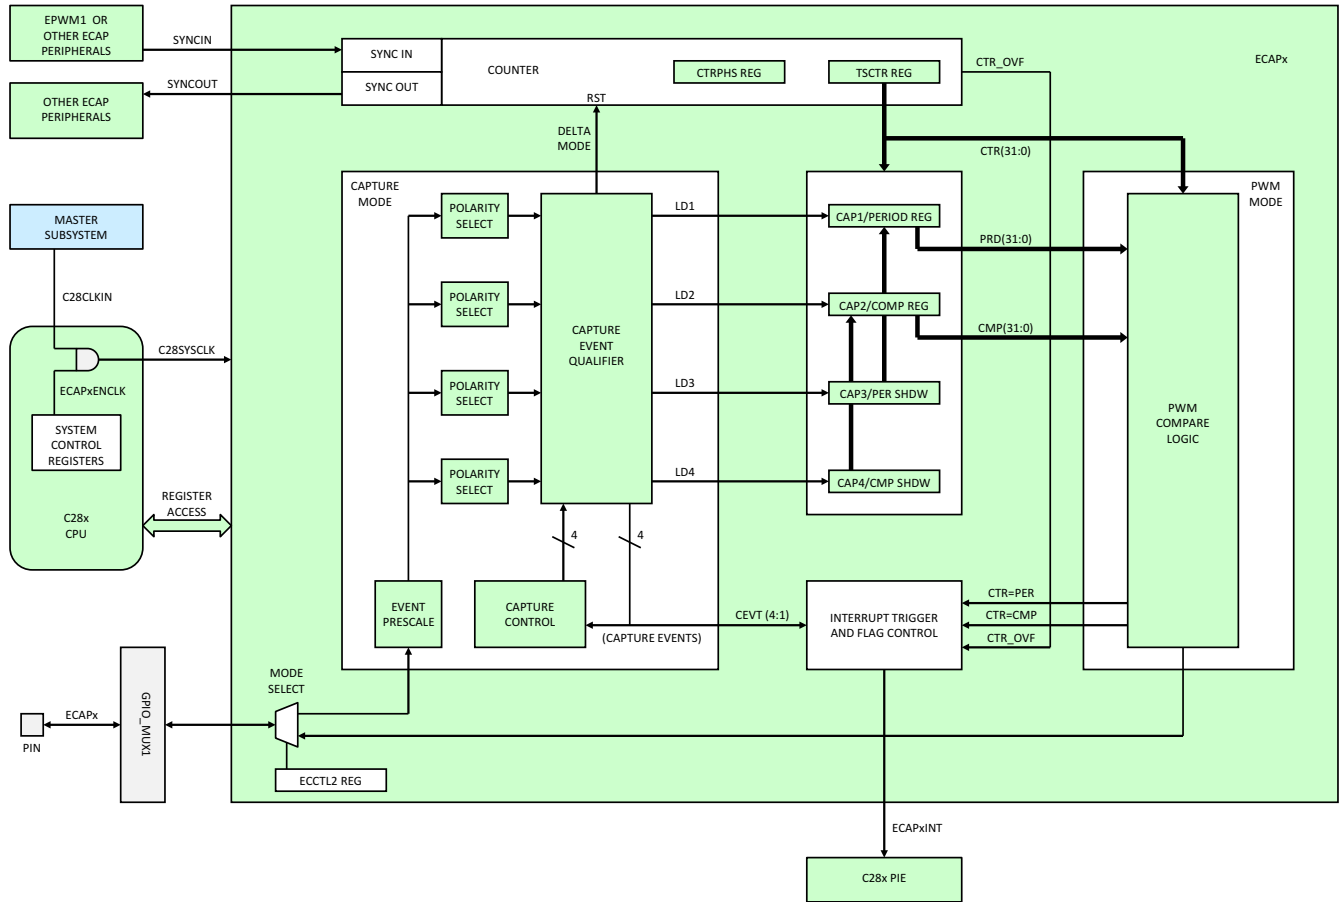 EPWM1 OR
OTHER ECAP
PERIPHERALS
SYNCIN
SYNC IN
COUNTER
CTRPHS REG
TSCTR REG
CTR_OVF
ECAPx
OTHER ECAP
PERIPHERALS
SYNCOUT
SYNC OUT
RST
DELTA
MODE
CTR(31:0)
CAPTURE
MODE
PWM
MODE
MASTER
SUBSYSTEM
C28CLKIN
C28SYSCLK
ECAPxENCLK
SYSTEM
CONTROL
REGISTERS
C28x
CPU
REGISTER
ACCESS
POLARITY
SELECT
POLARITY
SELECT
POLARITY
SELECT
POLARITY
SELECT
CAPTURE
EVENT
QUALIFIER
LD1
LD2
LD3
LD4
CAP1/PERIOD REG
CAP2/COMP REG
CAP3/PER SHDW
CAP4/CMP SHDW
PRD(31:0)
CMP(31:0)
PWM
COMPARE
LOGIC
4
4
EVENT
PRESCALE
CAPTURE
CONTROL
(CAPTURE EVENTS)
CEVT (4:1)
INTERRUPT TRIGGER
AND FLAG CONTROL
CTR=PER
CTR=CMP
CTR_OVF
MODE
SELECT
PIN
ECAPx
GPIO_MUX1
ECCTL2 REG
ECAPxINT
C28x PIE